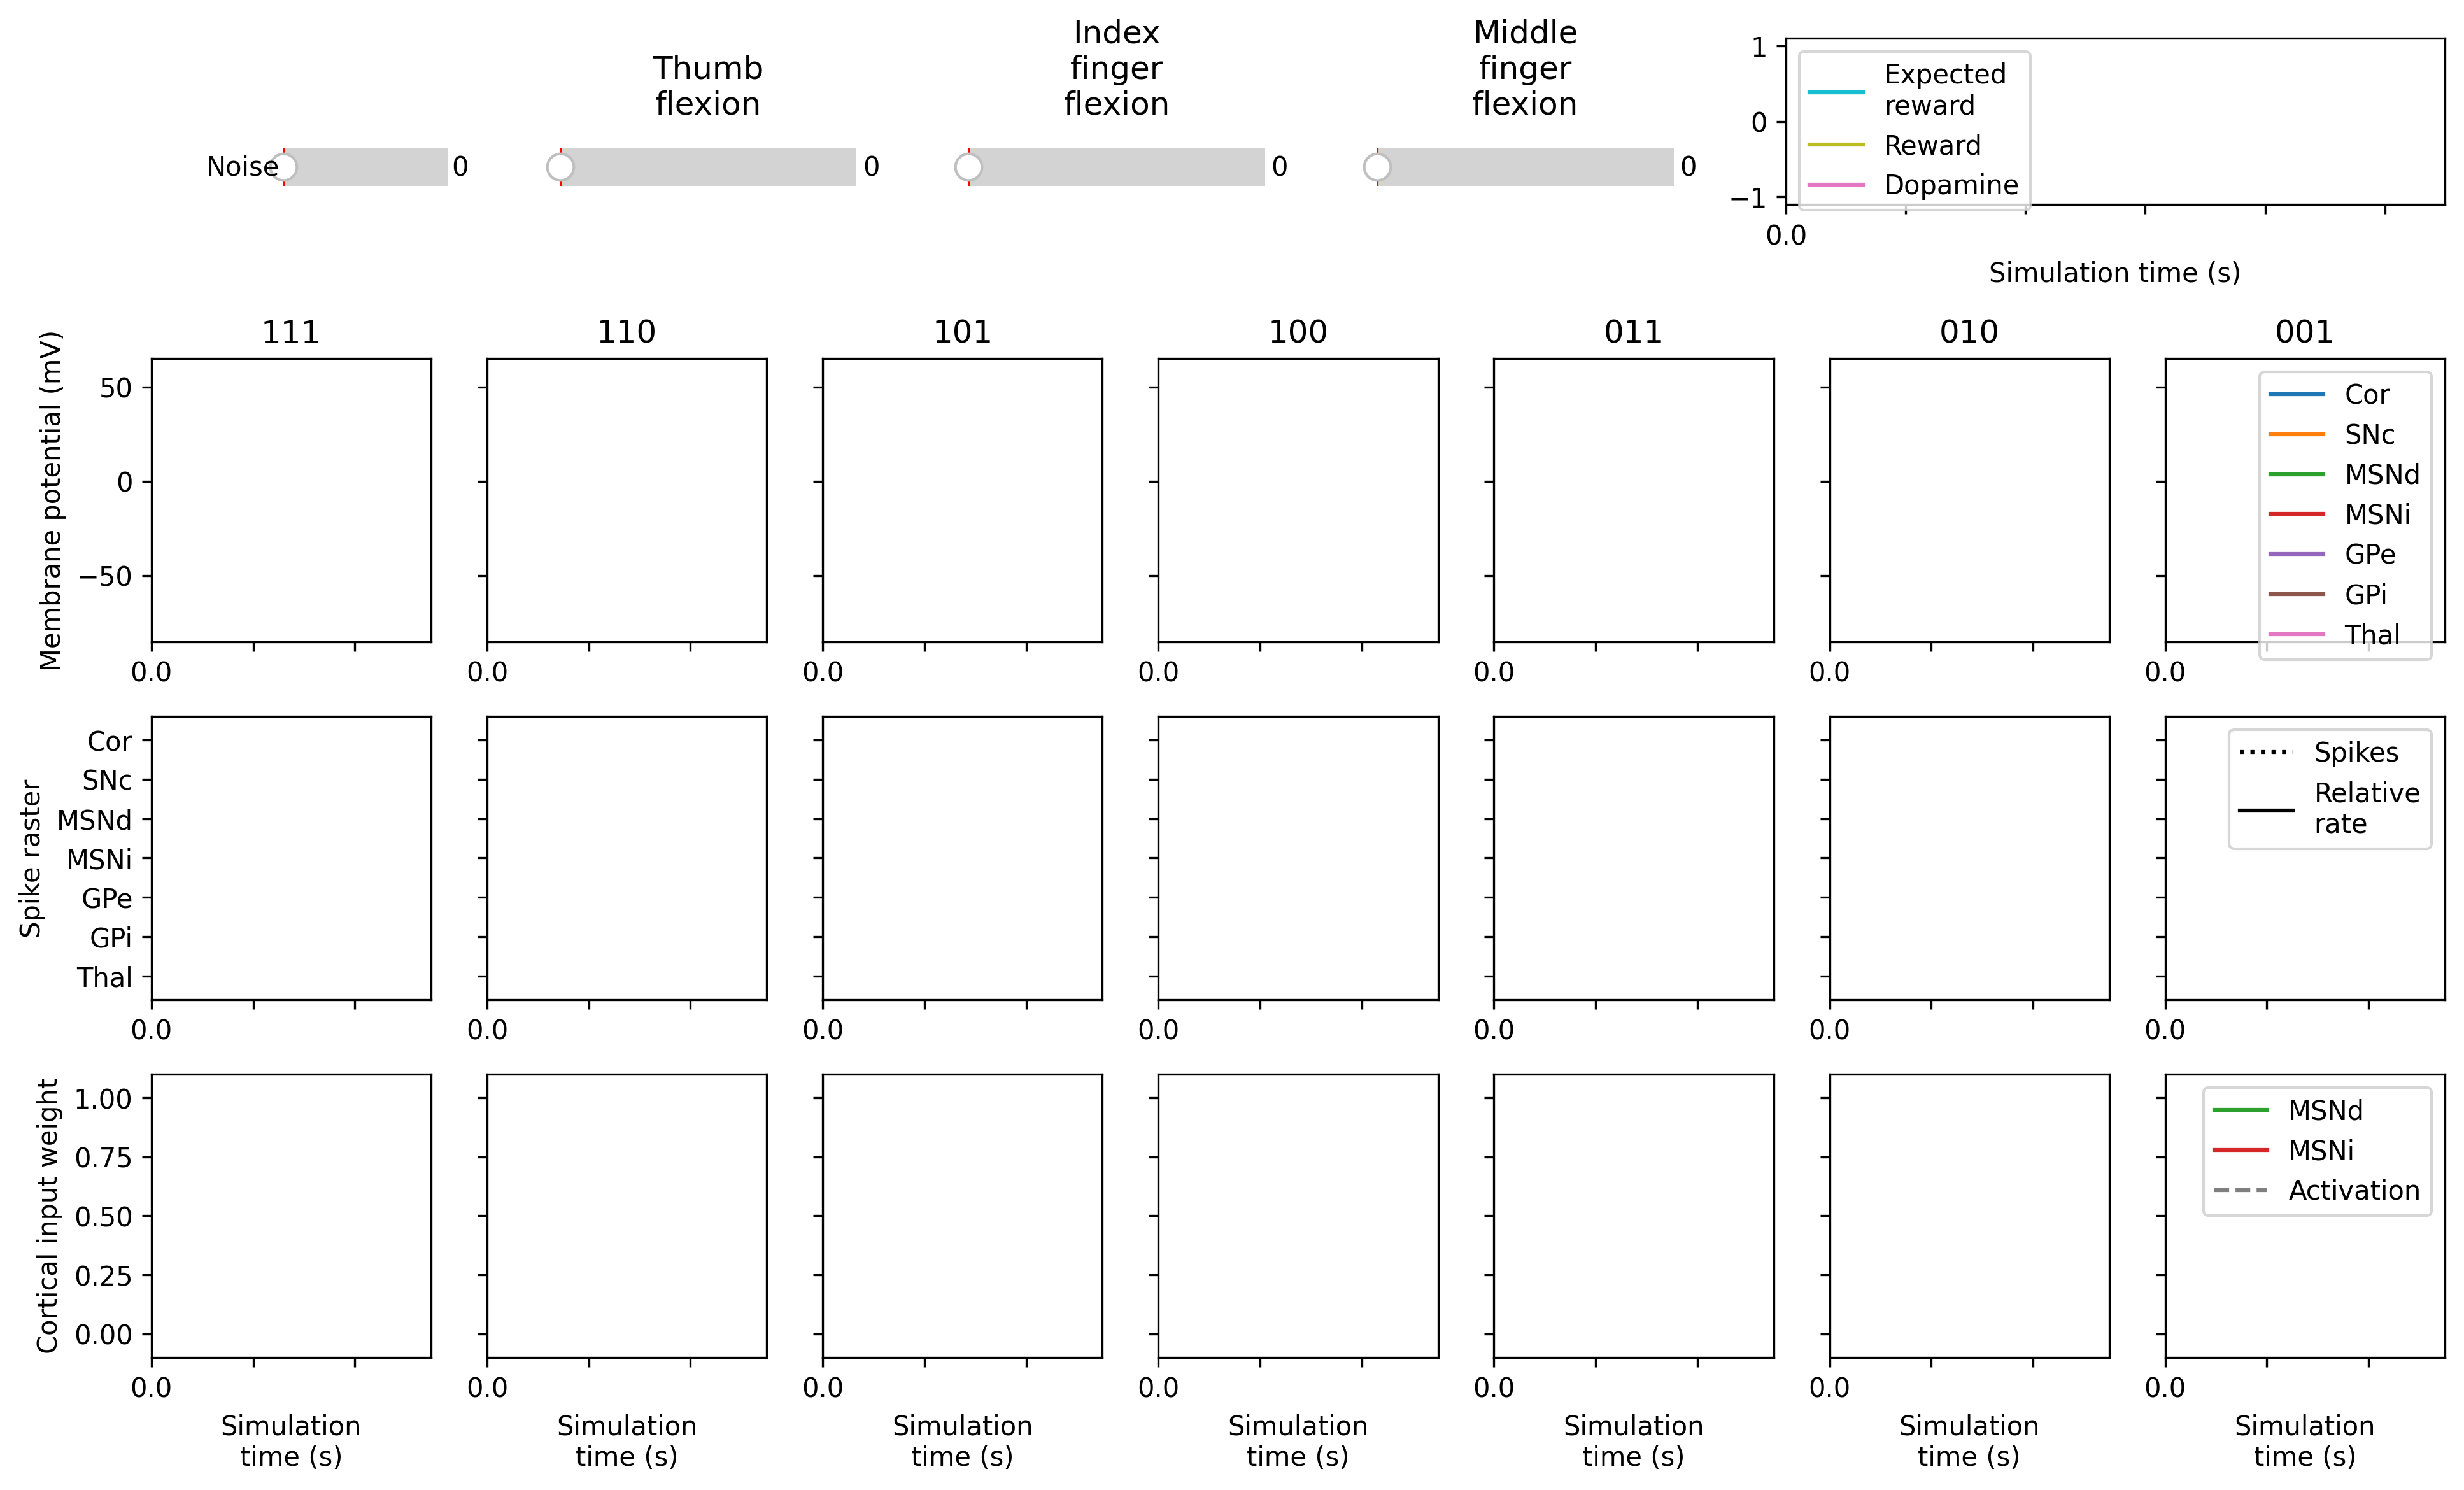 Thumb
flexion
Index
finger
flexion
Middle
finger
flexion
Noise 0
0
0
0
1
0
−1
Expected
reward
Reward
Dopamine
0.0
Simulation time (s)
111 110 101 100 011 010 001
Membrane potential (mV)
50
0
−50
Cor
SNc
MSNd
MSNi
GPe
GPi
Thal
0.0 0.0 0.0 0.0 0.0 0.0 0.0
Spike raster
Cor
SNc
MSNd
MSNi
GPe
GPi
Thal
Spikes
Relative
rate
0.0 0.0 0.0 0.0 0.0 0.0 0.0
Cortical input weight
1.00
0.75
0.50
0.25
0.00
MSNd
MSNi
Activation
0.0 0.0 0.0 0.0 0.0 0.0 0.0
Simulation
time (s)
Simulation
time (s)
Simulation
time (s)
Simulation
time (s)
Simulation
time (s)
Simulation
time (s)
Simulation
time (s)